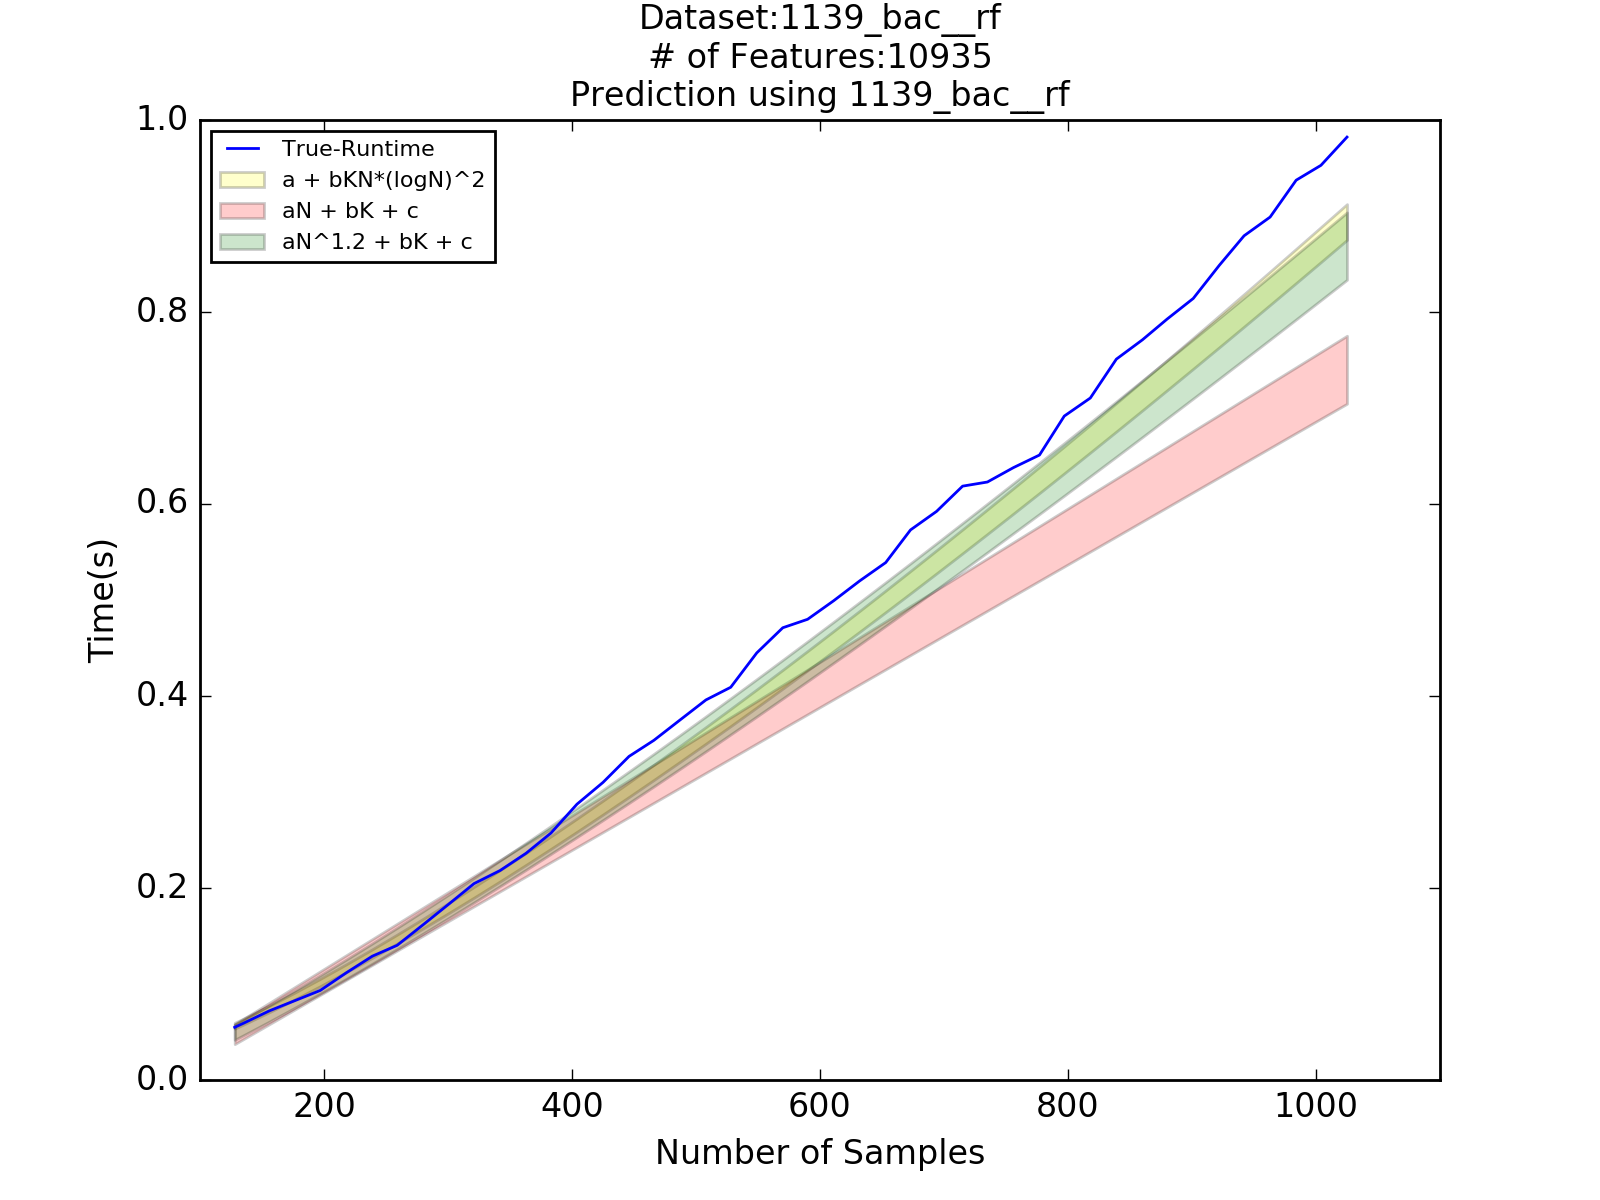 Dataset:1139_bac__rf
# of Features:10935
Prediction using 1139_bac__rf
1.0
0.8
0.6
0.4
0.2
0.0
Time(s)
True-Runtime
a + bKN*(logN)^2
aN + bK + c
aN^1.2 + bK + c
200
400
600
800
1000
Number of Samples